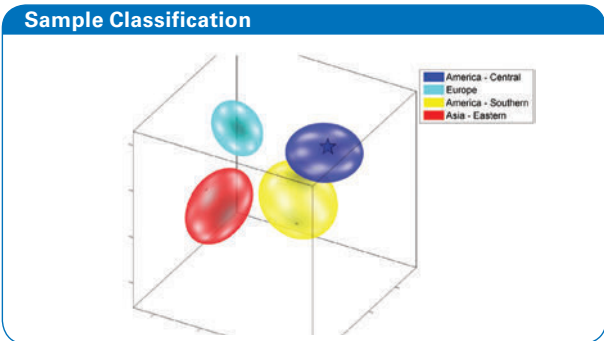 Sample Classification
America - Central
Europe
America - Southern
Asia - Eastern